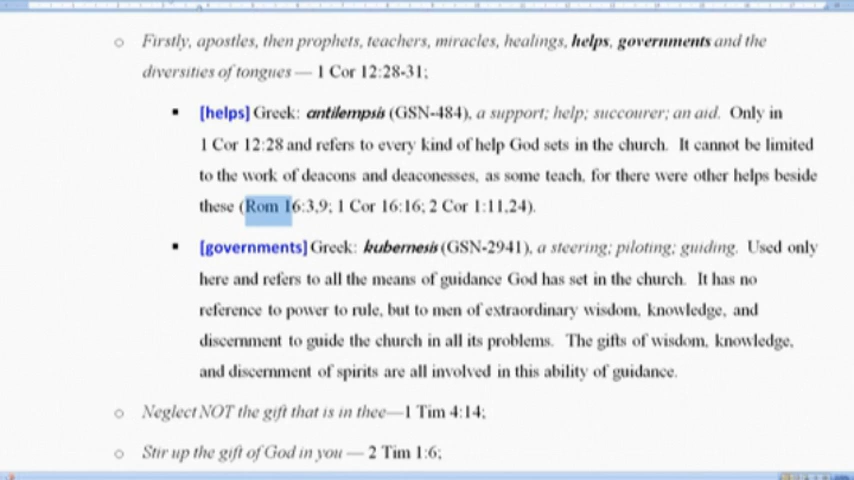 ○ Firstly, apostles, then prophets, teachers, miracles, healings, helps, governments and the
diversities of tongues — 1 Cor 12:28-31;
▪ [helps] Greek: antilempsis (GSN-484), a support; help; succourer; an aid. Only in
1 Cor 12:28 and refers to every kind of help God sets in the church. It cannot be limited
to the work of deacons and deaconesses, as some teach, for there were other helps beside
these (Rom 16:3,9; 1 Cor 16:16; 2 Cor 1:11,24).
▪ [governments] Greek: kubernesis (GSN-2941), a steering; piloting; guiding. Used only
here and refers to all the means of guidance God has set in the church. It has no
reference to power to rule, but to men of extraordinary wisdom, knowledge, and
discernment to guide the church in all its problems. The gifts of wisdom, knowledge,
and discernment of spirits are all involved in this ability of guidance.
○ Neglect NOT the gift that is in thee—1 Tim 4:14;
○ Stir up the gift of God in you — 2 Tim 1:6;